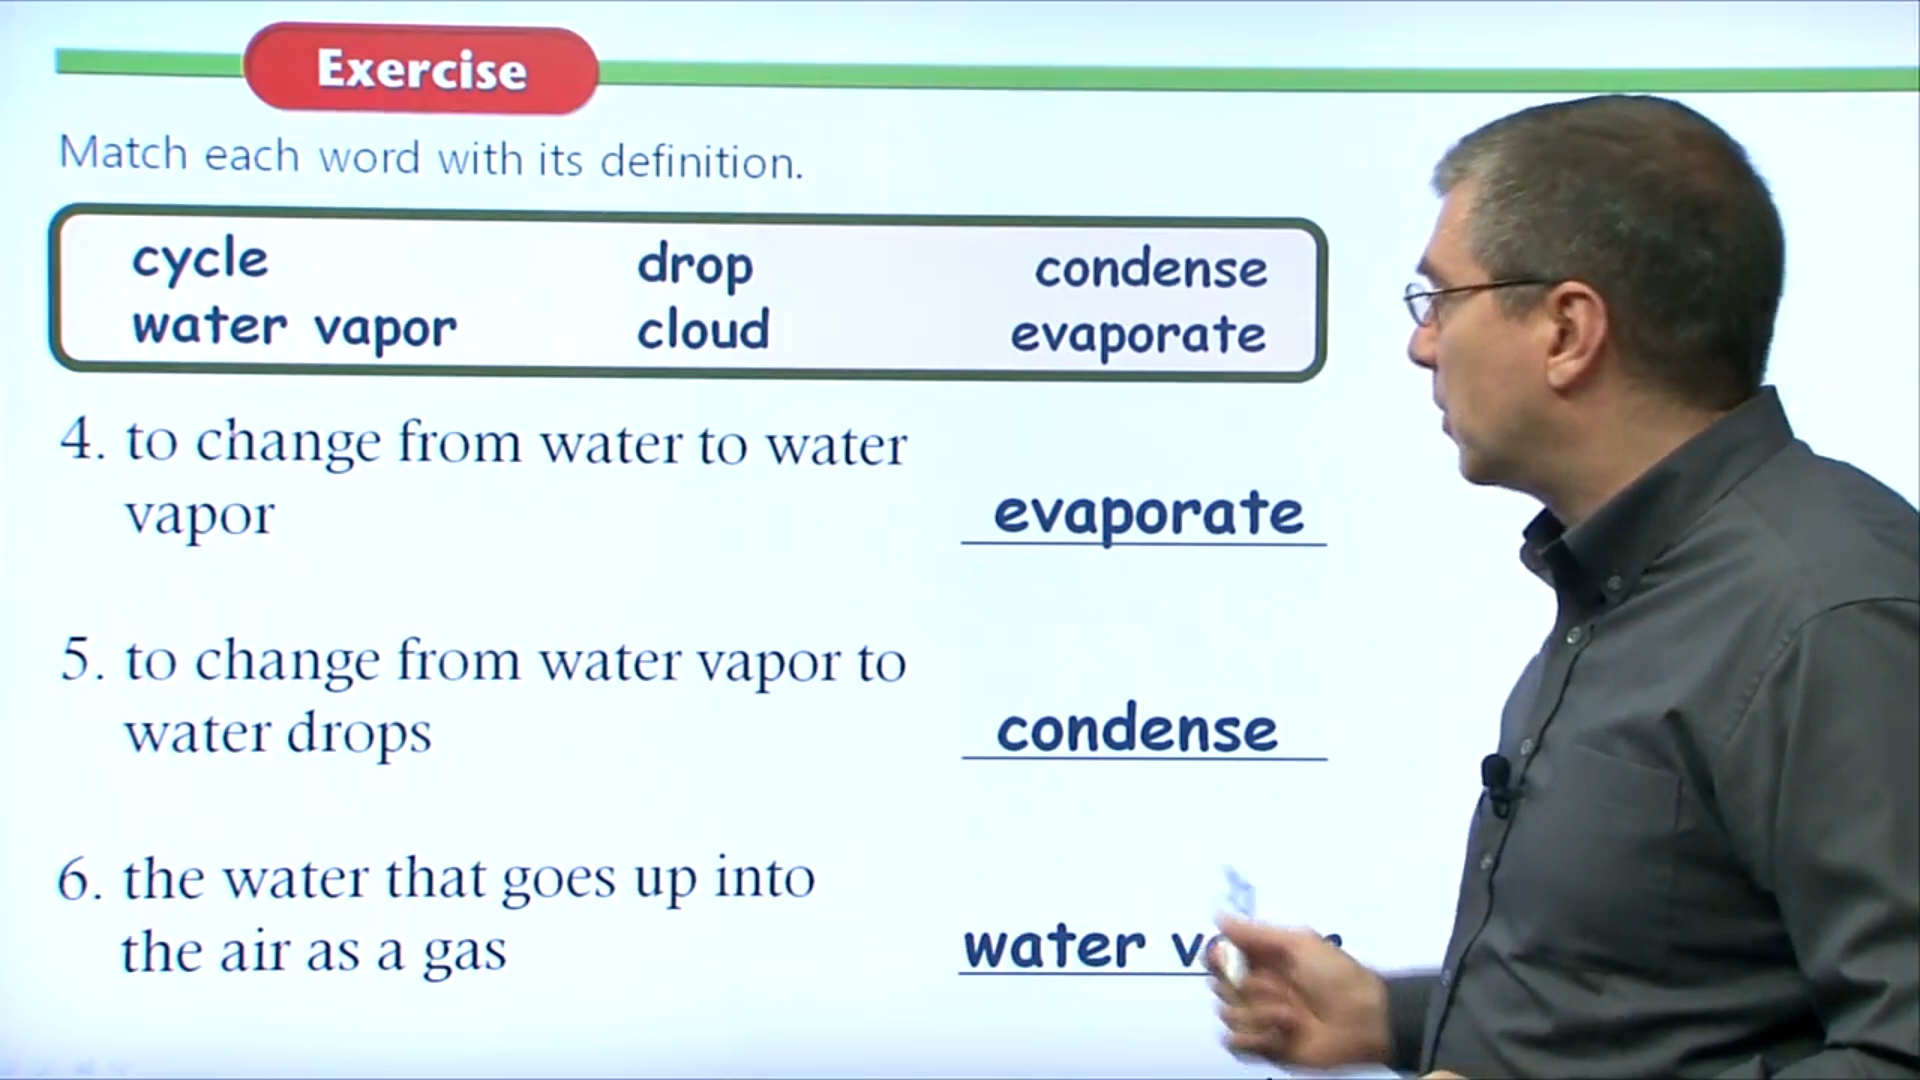 Exercise
Match each word with its definition.
cycle drop condense
water vapor cloud evaporate
4. to change from water to water
vapor
evaporate
5. to change from water vapor to
water drops
condense
6. the water that goes up into
the air as a gas
water